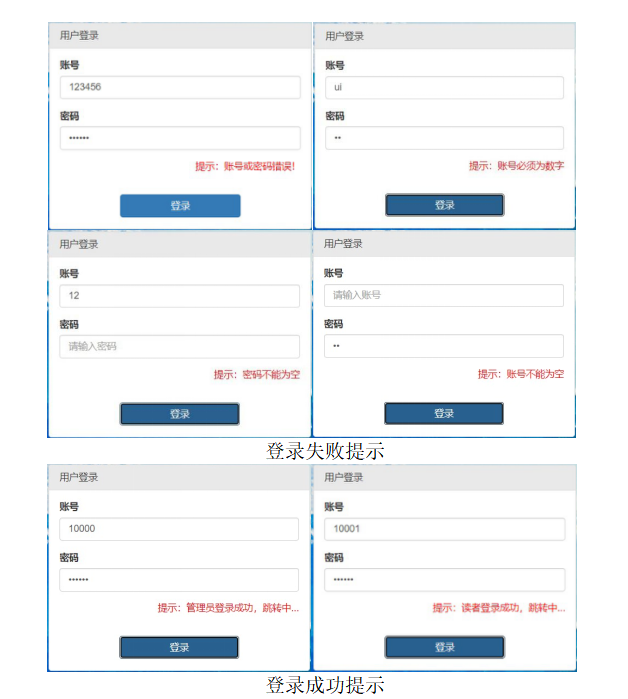 用户登录
账号
123456
密码
••••••
提示：账号或密码错误!
登录
用户登录
账号
ui
密码
••
提示：账号必须为数字
登录
用户登录
账号
12
密码
请输入密码
提示：密码不能为空
登录
用户登录
账号
请输入账号
密码
••
提示：账号不能为空
登录
登录失败提示
用户登录
账号
10000
密码
••••••
提示：管理员登录成功，跳转中...
登录
用户登录
账号
10001
密码
••••••
提示：读者登录成功，跳转中...
登录
登录成功提示